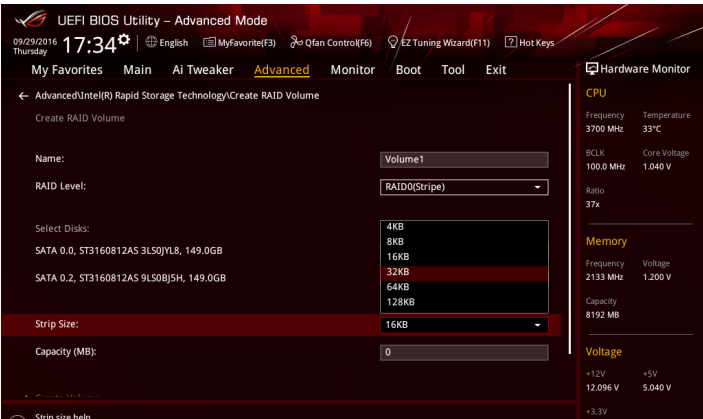 UEFI BIOS Utility – Advanced Mode
09/29/2016 Thursday 17:34 English MyFavorite(F3) Qfan Control(F6) EZ Tuning Wizard(F11) ? Hot Keys
My Favorites Main Ai Tweaker Advanced Monitor Boot Tool Exit
Hardware Monitor
← Advanced\Intel(R) Rapid Storage Technology\Create RAID Volume
Create RAID Volume
Name: Volume1
RAID Level: RAID0(Stripe)
Select Disks:
SATA 0.0, ST3160812AS 3LS0JYL8, 149.0GB
SATA 0.2, ST3160812AS 9LS0BJ5H, 149.0GB
4KB
8KB
16KB
32KB
64KB
128KB
Strip Size: 16KB
Capacity (MB): 0
Create Volume
Strip size help
CPU
Frequency Temperature
3700 MHz 33°C
BCLK Core Voltage
100.0 MHz 1.040 V
Ratio
37x
Memory
Frequency Voltage
2133 MHz 1.200 V
Capacity
8192 MB
Voltage
+12V +5V
12.096 V 5.040 V
+3.3V